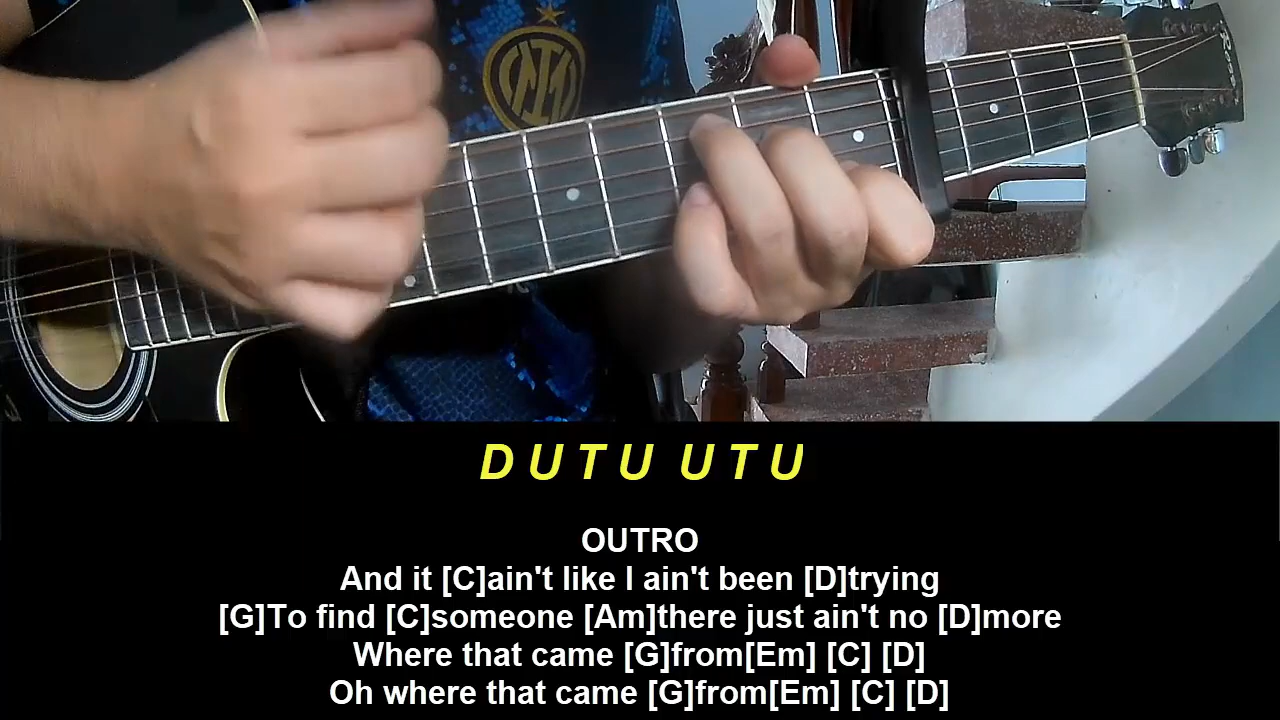 D U T U U T U
OUTRO
And it [C]ain't like I ain't been [D]trying
[G]To find [C]someone [Am]there just ain't no [D]more
Where that came [G]from[Em] [C] [D]
Oh where that came [G]from[Em] [C] [D]